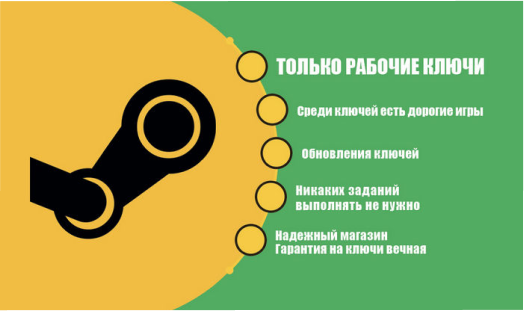 ТОЛЬКО РАБОЧИЕ КЛЮЧИ
Среди ключей есть дорогие игры
Обновления ключей
Никаких заданий
выполнять не нужно
Надежный магазин
Гарантия на ключи вечная